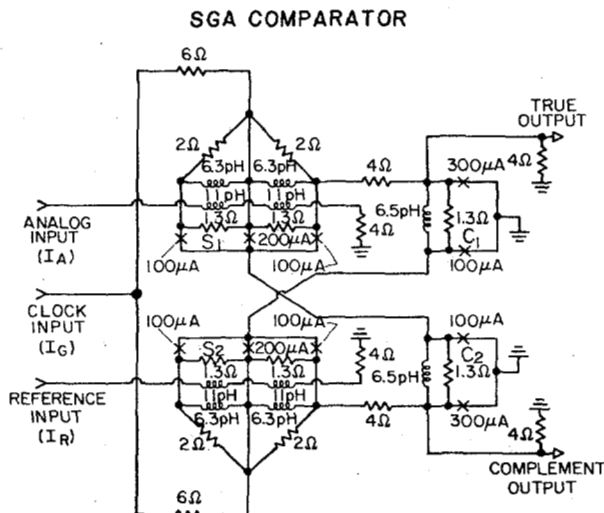 SGA COMPARATOR
6Ω
TRUE
OUTPUT
2Ω
2Ω
6.3pH 6.3pH
4Ω
300μA
4Ω
11pH 11pH
6.5pH
1.3Ω
1.3Ω 1.3Ω
4Ω
ANALOG
INPUT
(I_A)
S1
200μA
C1
100μA
100μA
100μA
CLOCK
INPUT
(I_G)
100μA
100μA
100μA
S2
200μA
4Ω
C2
1.3Ω 1.3Ω
6.5pH
1.3Ω
REFERENCE
INPUT
(I_R)
11pH 11pH
6.3pH 6.3pH
4Ω
300μA
4Ω
2Ω
2Ω
COMPLEMENT
OUTPUT
6Ω